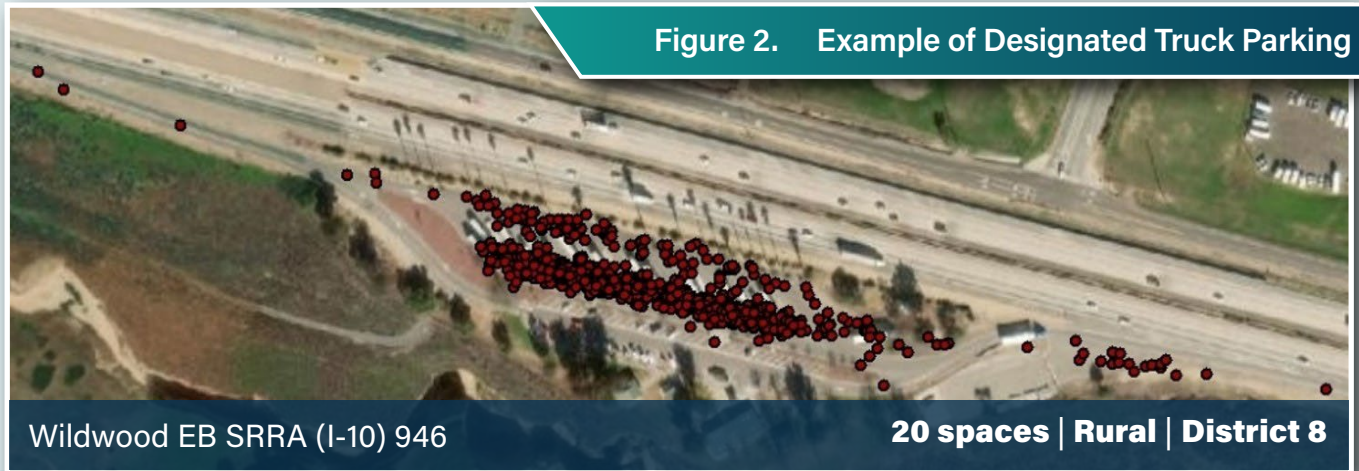 Figure 2. Example of Designated Truck Parking
Wildwood EB SRRA (I-10) 946
20 spaces | Rural | District 8